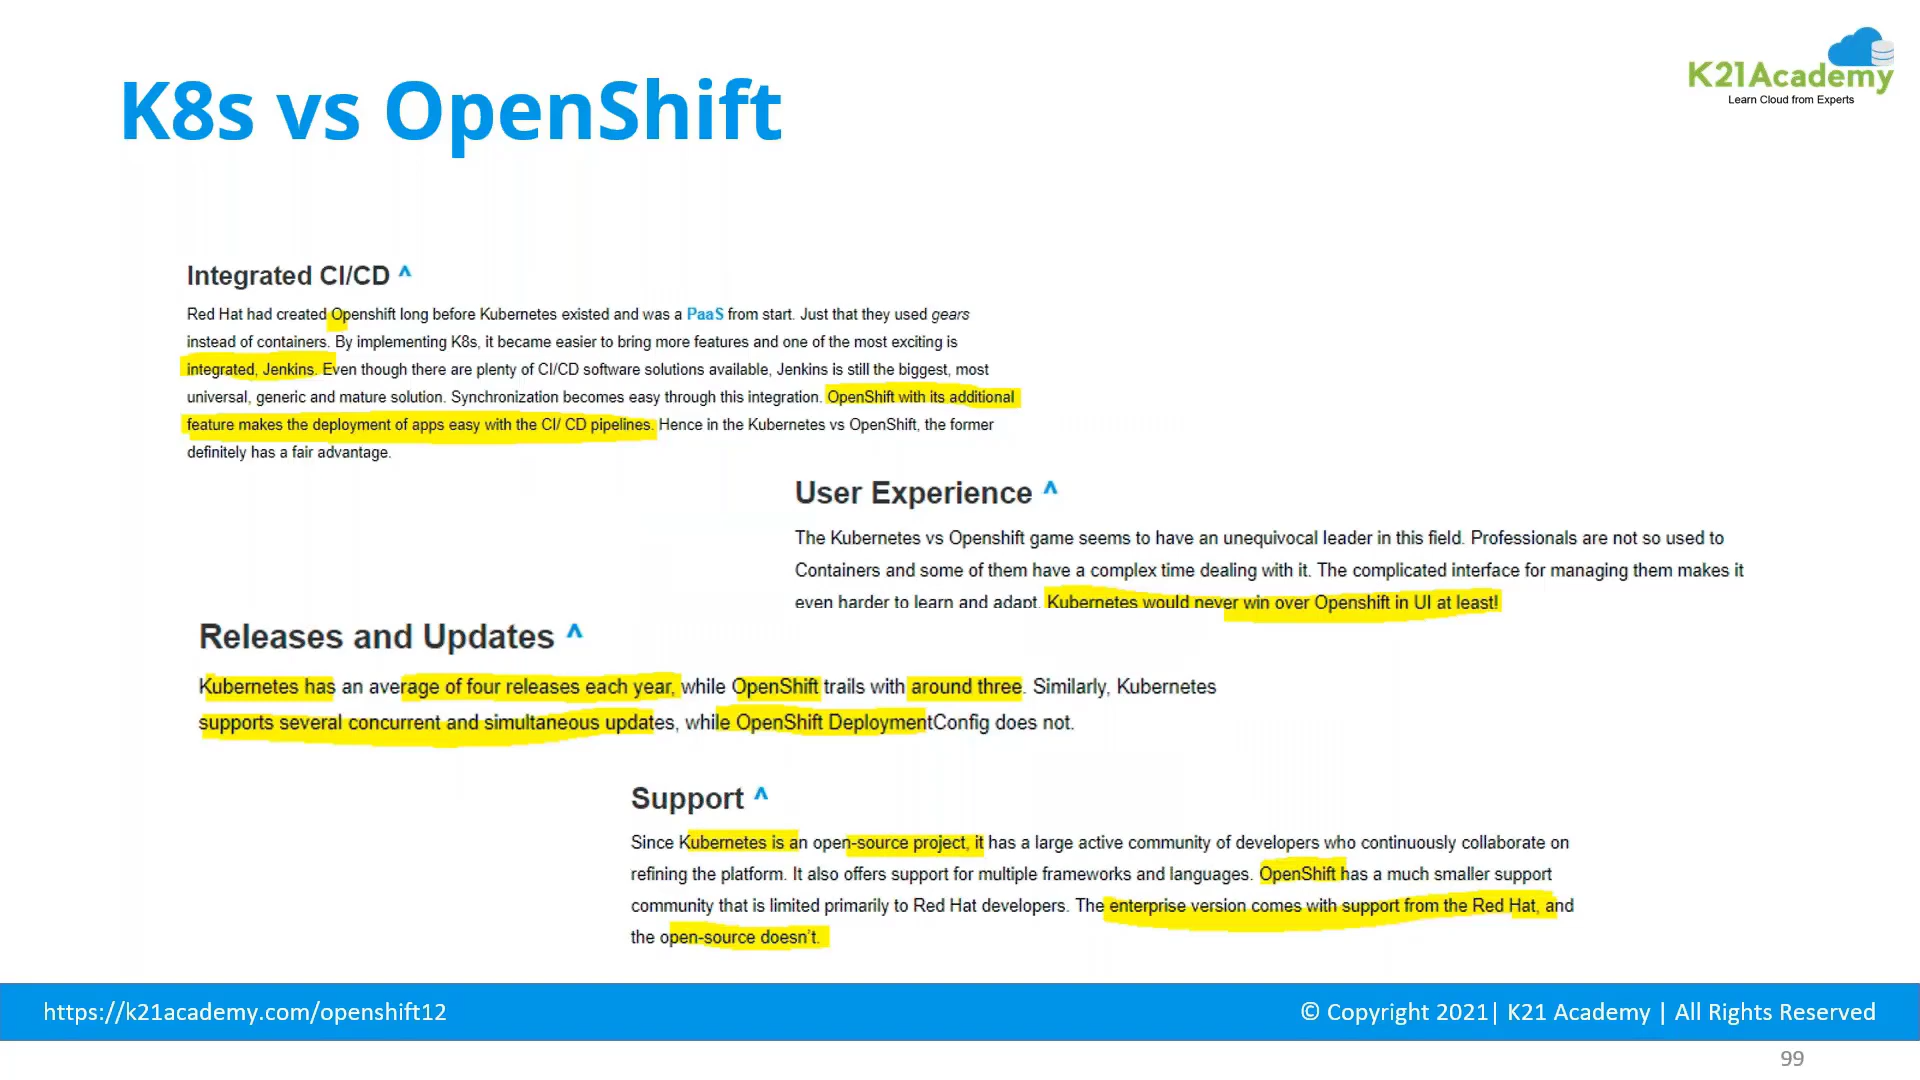 K21Academy
Learn Cloud from Experts
K8s vs OpenShift
Integrated CI/CD ^
Red Hat had created Openshift long before Kubernetes existed and was a PaaS from start. Just that they used gears
instead of containers. By implementing K8s, it became easier to bring more features and one of the most exciting is
integrated, Jenkins. Even though there are plenty of CI/CD software solutions available, Jenkins is still the biggest, most
universal, generic and mature solution. Synchronization becomes easy through this integration. OpenShift with its additional
feature makes the deployment of apps easy with the CI/ CD pipelines. Hence in the Kubernetes vs OpenShift, the former
definitely has a fair advantage.
User Experience ^
The Kubernetes vs Openshift game seems to have an unequivocal leader in this field. Professionals are not so used to
Containers and some of them have a complex time dealing with it. The complicated interface for managing them makes it
even harder to learn and adapt. Kubernetes would never win over Openshift in UI at least!
Releases and Updates ^
Kubernetes has an average of four releases each year, while OpenShift trails with around three. Similarly, Kubernetes
supports several concurrent and simultaneous updates, while OpenShift DeploymentConfig does not.
Support ^
Since Kubernetes is an open-source project, it has a large active community of developers who continuously collaborate on
refining the platform. It also offers support for multiple frameworks and languages. OpenShift has a much smaller support
community that is limited primarily to Red Hat developers. The enterprise version comes with support from the Red Hat, and
the open-source doesn't.
https://k21academy.com/openshift12
© Copyright 2021| K21 Academy | All Rights Reserved
99